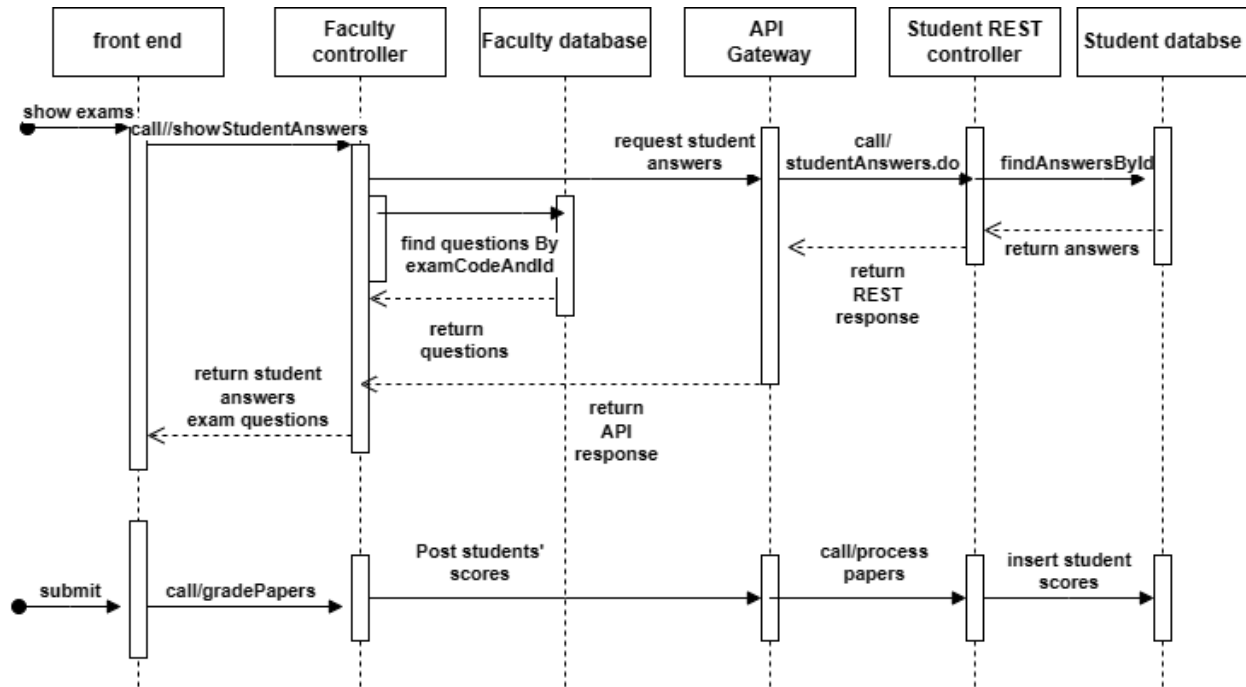 front end
Faculty
controller
Faculty database
API
Gateway
Student REST
controller
Student databse
show exams
call//showStudentAnswers
request student
answers
call/
studentAnswers.do
findAnswersById
find questions By
examCodeAndId
return answers
return
REST
response
return
questions
return student
answers
exam questions
return
API
response
submit
call/gradePapers
Post students'
scores
call/process
papers
insert student
scores